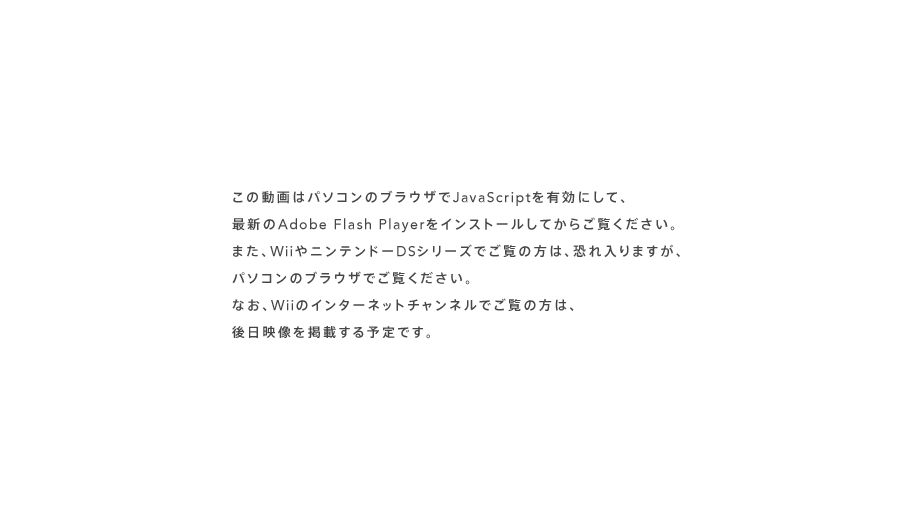 この動画はパソコンのブラウザでJavaScriptを有効にして、
最新のAdobe Flash Playerをインストールしてからご覧ください。
また、WiiやニンテンドーDSシリーズでご覧の方は、恐れ入りますが、
パソコンのブラウザでご覧ください。
なお、Wiiのインターネットチャンネルでご覧の方は、
後日映像を掲載する予定です。